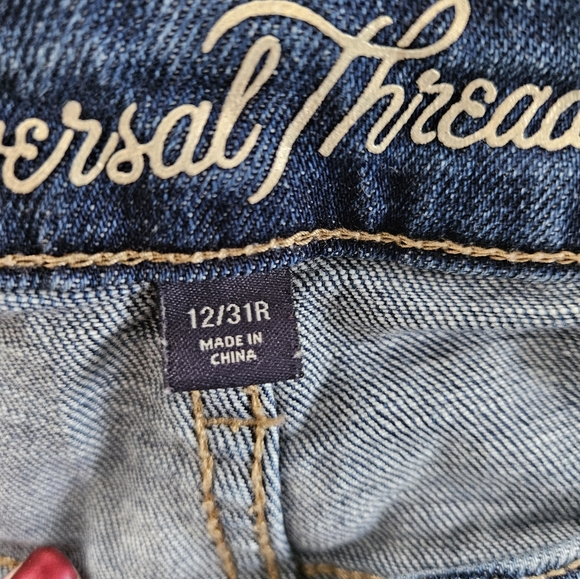 ersal Threa
12/31R
MADE IN
CHINA